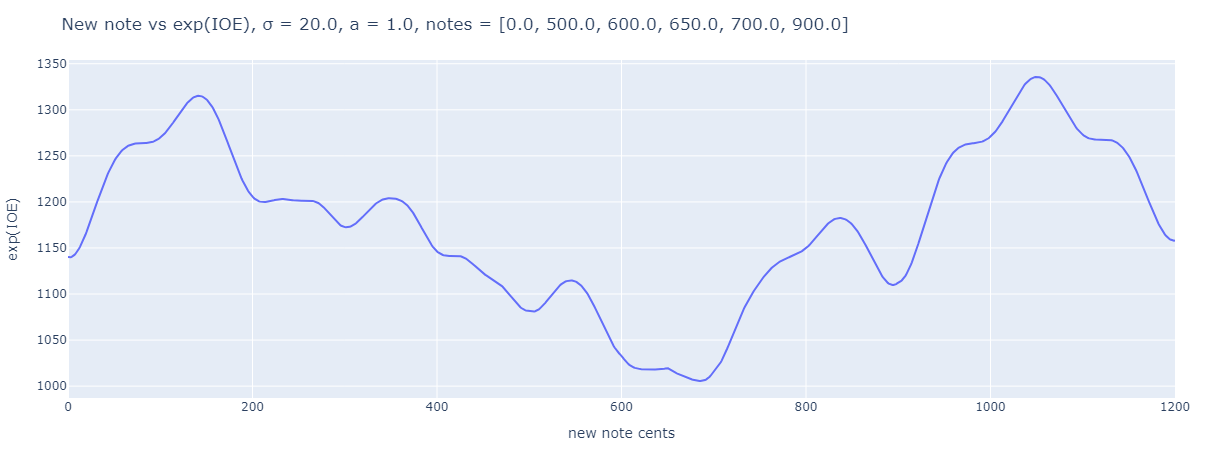 New note vs exp(IOE), σ = 20.0, a = 1.0, notes = [0.0, 500.0, 600.0, 650.0, 700.0, 900.0]
exp(IOE)
1350
1300
1250
1200
1150
1100
1050
1000
0 200 400 600 800 1000 1200
new note cents